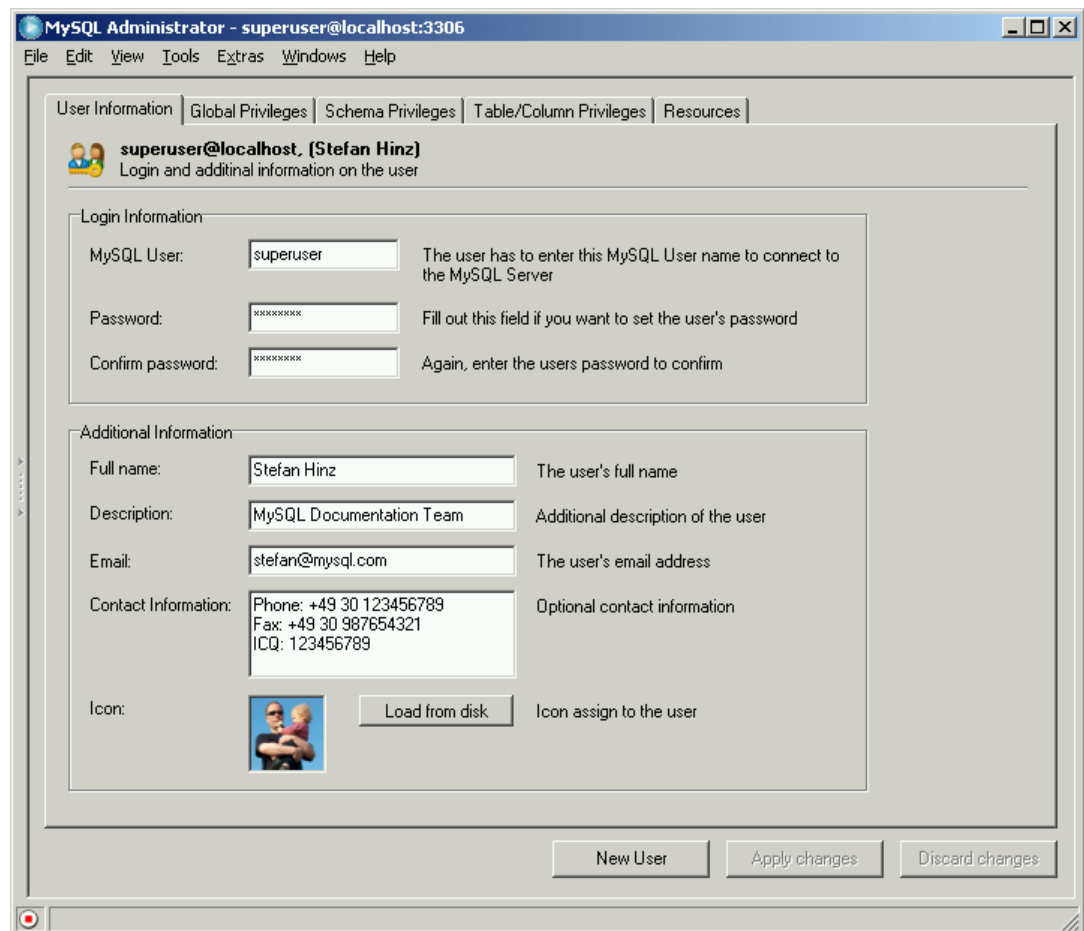 MySQL Administrator - superuser@localhost:3306
File Edit View Tools Extras Windows Help
User Information Global Privileges Schema Privileges Table/Column Privileges Resources
superuser@localhost, (Stefan Hinz)
Login and additinal information on the user
Login Information
MySQL User: superuser The user has to enter this MySQL User name to connect to
the MySQL Server
Password: ******** Fill out this field if you want to set the user's password
Confirm password: ******** Again, enter the users password to confirm
Additional Information
Full name: Stefan Hinz The user's full name
Description: MySQL Documentation Team Additional description of the user
Email: stefan@mysql.com The user's email address
Contact Information: Phone: +49 30 123456789 Optional contact information
Fax: +49 30 987654321
ICQ: 123456789
Icon: Load from disk Icon assign to the user
New User Apply changes Discard changes